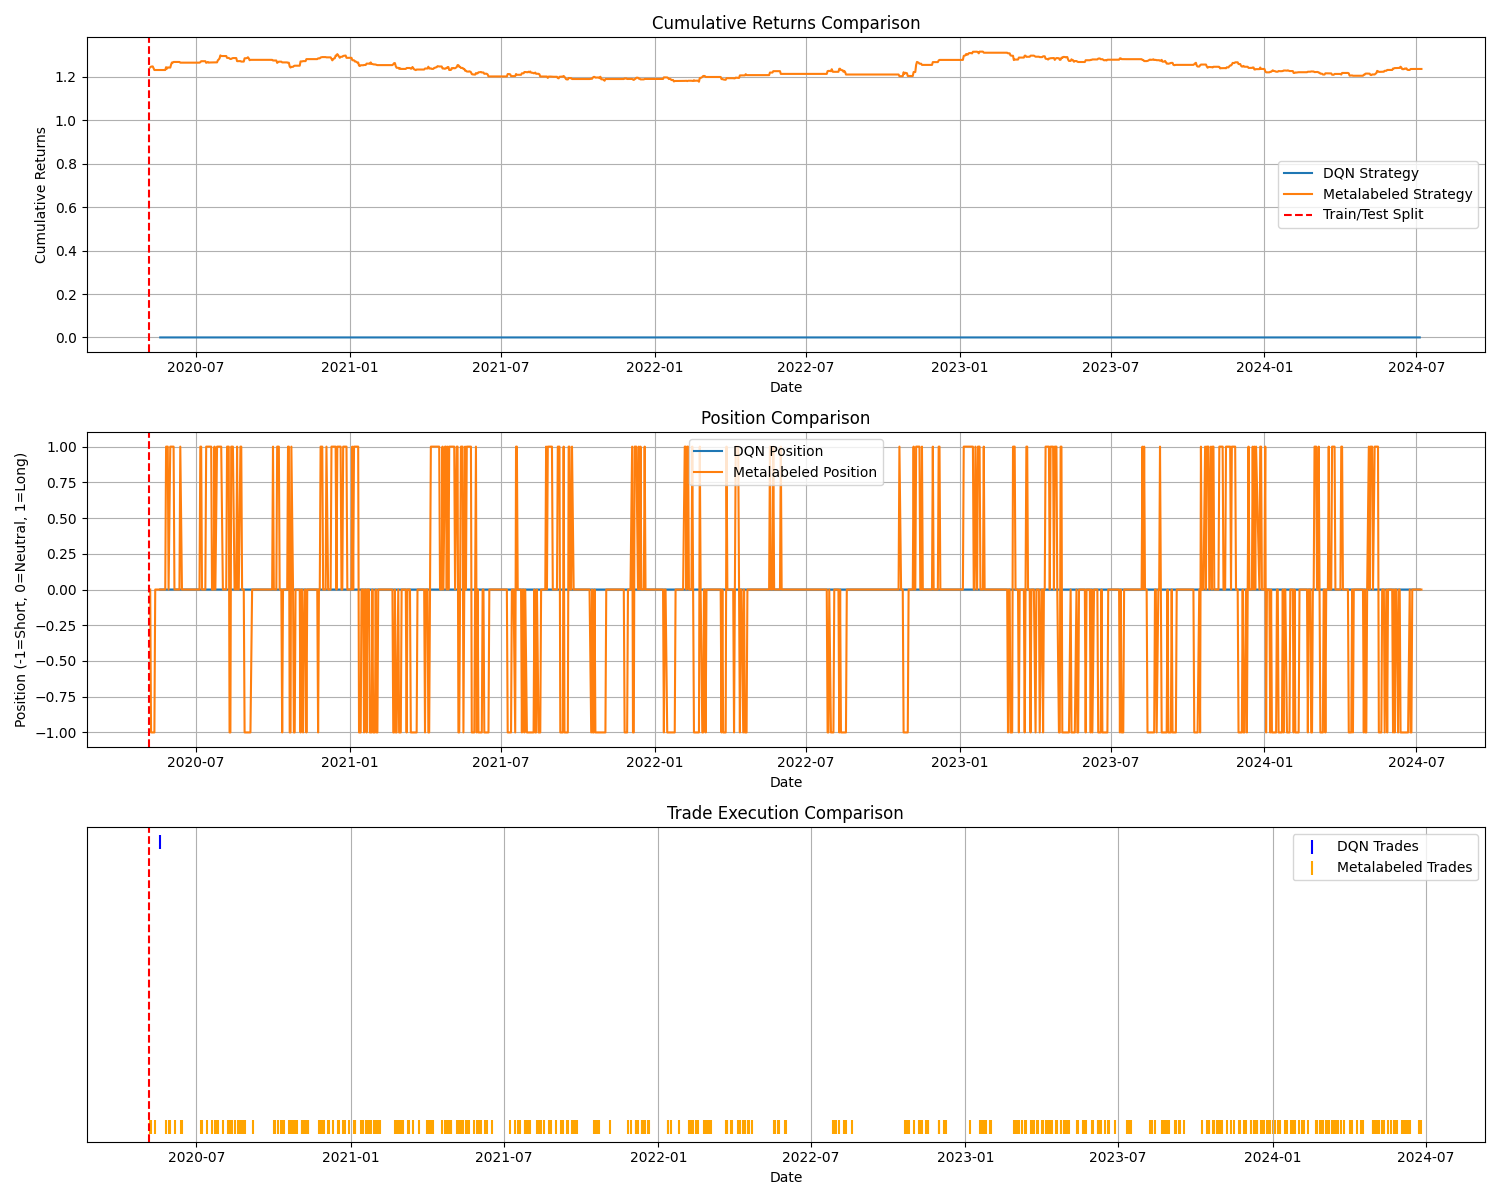 Cumulative Returns Comparison
Cumulative Returns
1.2
1.0
0.8
0.6
0.4
0.2
0.0
DQN Strategy
Metalabeled Strategy
Train/Test Split
2020-07 2021-01 2021-07 2022-01 2022-07 2023-01 2023-07 2024-01 2024-07
Date
Position Comparison
Position (-1=Short, 0=Neutral, 1=Long)
1.00
0.75
0.50
0.25
0.00
−0.25
−0.50
−0.75
−1.00
DQN Position
Metalabeled Position
2020-07 2021-01 2021-07 2022-01 2022-07 2023-01 2023-07 2024-01 2024-07
Date
Trade Execution Comparison
DQN Trades
Metalabeled Trades
2020-07 2021-01 2021-07 2022-01 2022-07 2023-01 2023-07 2024-01 2024-07
Date